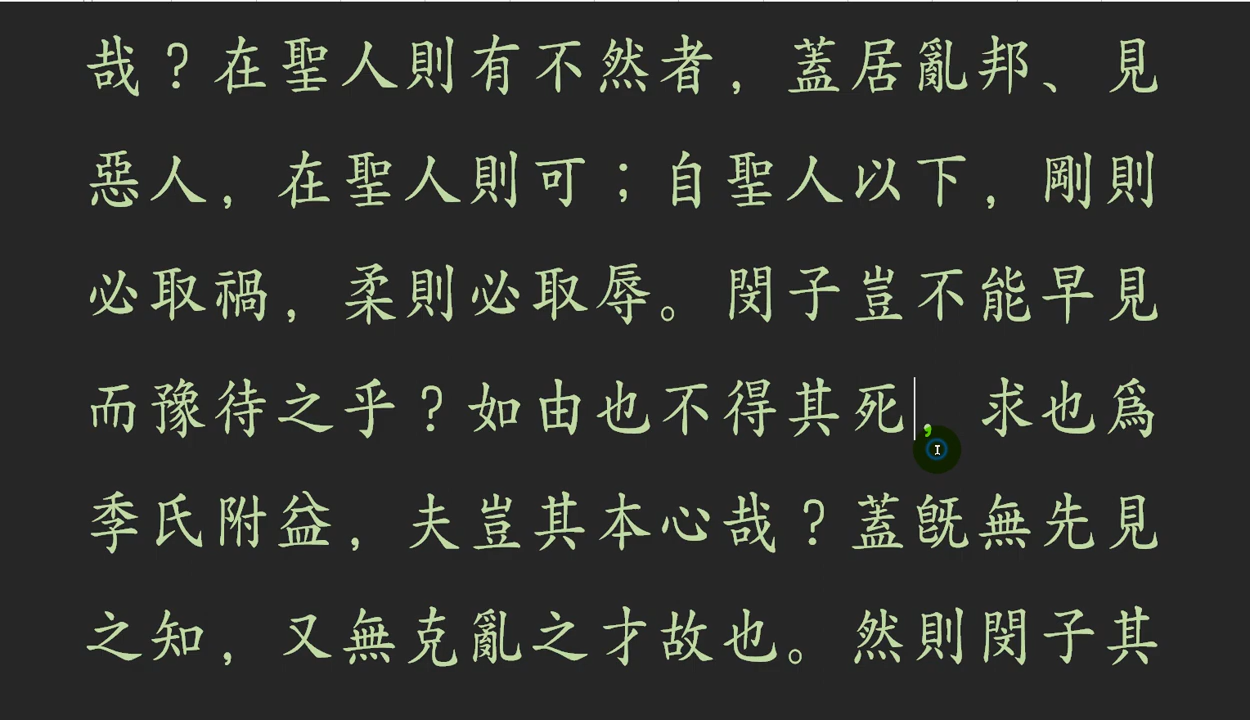 哉？在聖人則有不然者，蓋居亂邦、見
惡人，在聖人則可；自聖人以下，剛則
必取禍，柔則必取辱。閔子豈不能早見
而豫待之乎？如由也不得其死，求也爲
季氏附益，夫豈其本心哉？蓋旣無先見
之知，又無克亂之才故也。然則閔子其